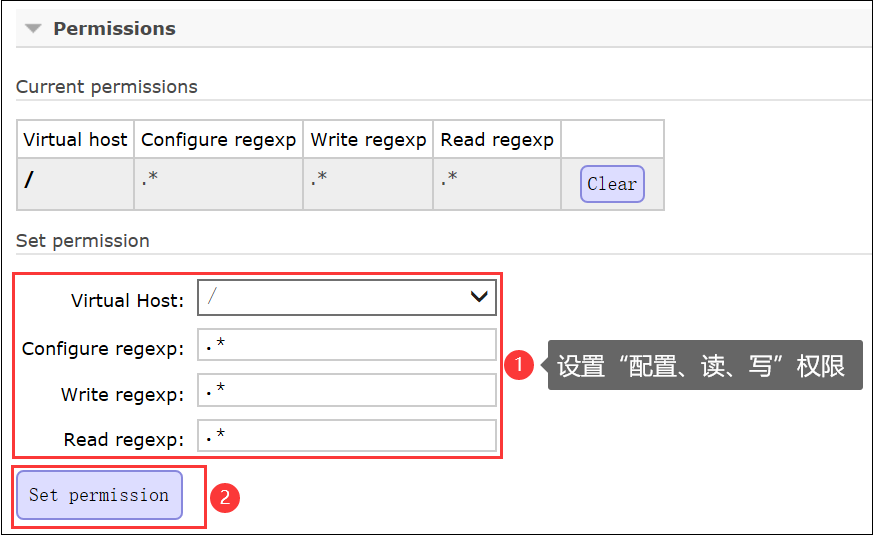 Permissions
Current permissions
Virtual host Configure regexp Write regexp Read regexp
/ .* .* .* Clear
Set permission
Virtual Host: /
Configure regexp: .*
1 设置“配置、读、写”权限
Write regexp: .*
Read regexp: .*
Set permission 2